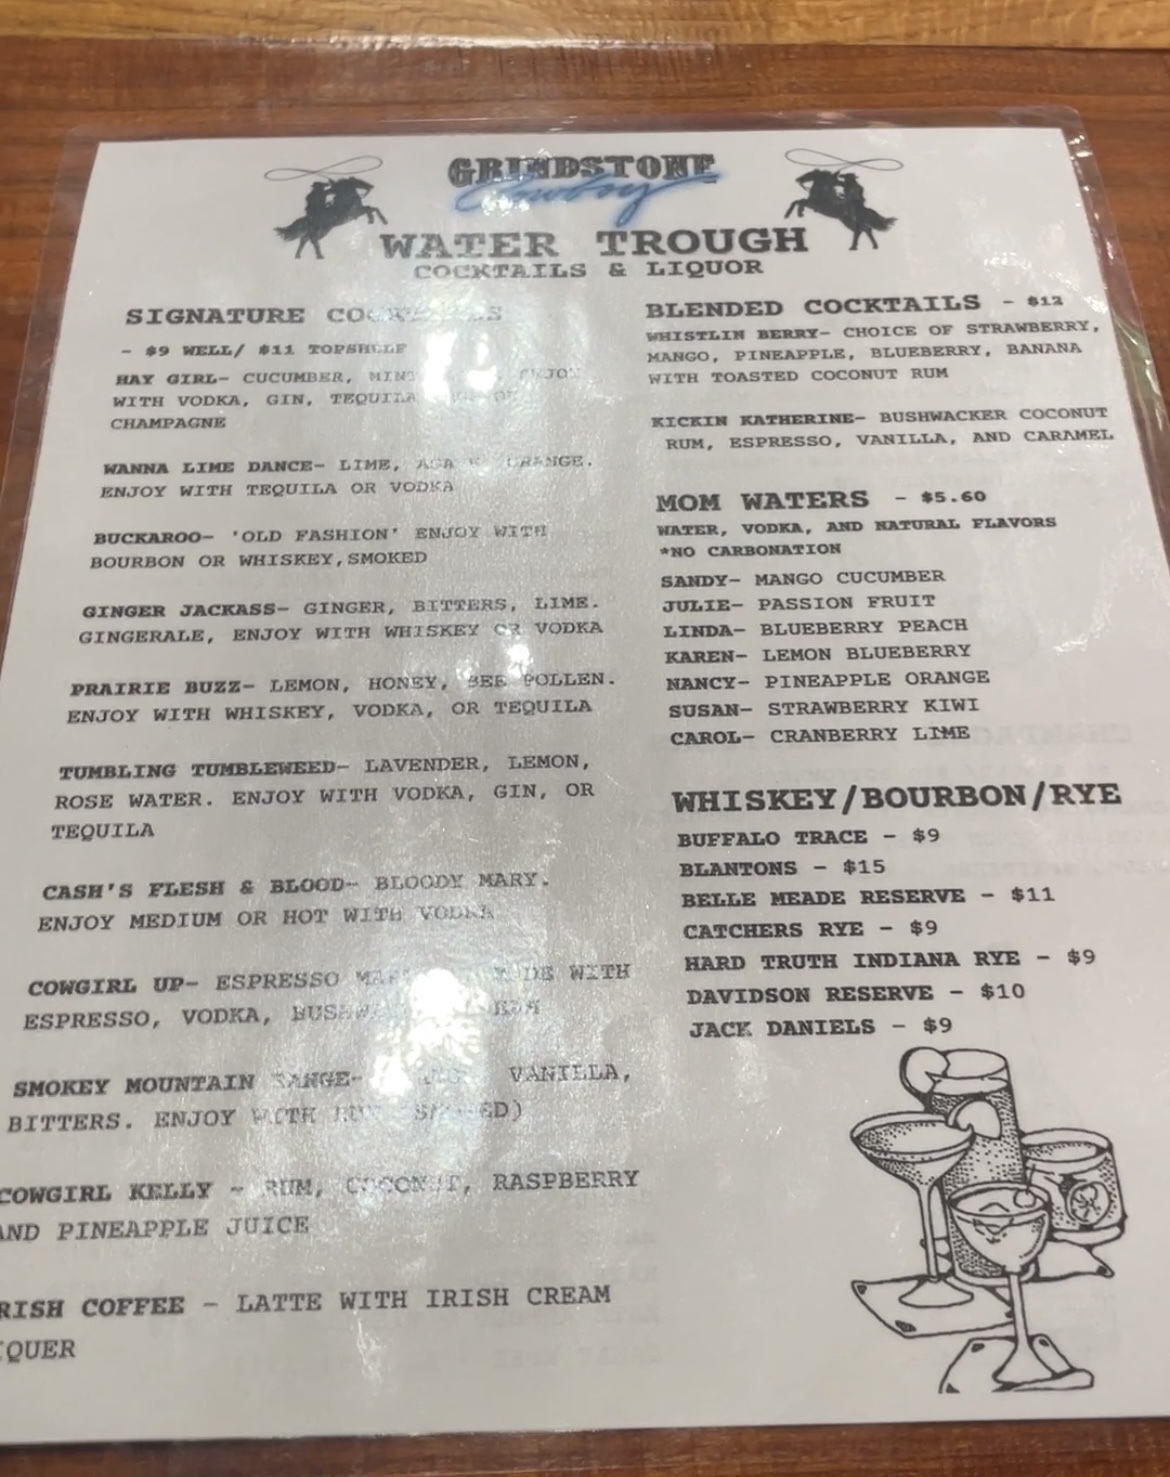 GRINDSTONE
Cowboy
WATER TROUGH
COCKTAILS & LIQUOR
SIGNATURE
- $9 WELL/ $11 TOPSHELF
HAY GIRL- CUCUMBER, MINT ENJOY
WITH VODKA, GIN, TEQUILA
CHAMPAGNE
WANNA LIME DANCE- LIME, ORANGE.
ENJOY WITH TEQUILA OR VODKA
BUCKAROO- 'OLD FASHION' ENJOY WITH
BOURBON OR WHISKEY,SMOKED
GINGER JACKASS- GINGER, BITTERS, LIME.
GINGERALE, ENJOY WITH WHISKEY OR VODKA
PRAIRIE BUZZ- LEMON, HONEY, BEE POLLEN.
ENJOY WITH WHISKEY, VODKA, OR TEQUILA
TUMBLING TUMBLEWEED- LAVENDER, LEMON,
ROSE WATER. ENJOY WITH VODKA, GIN, OR
TEQUILA
CASH'S FLESH & BLOOD- BLOODY MARY.
ENJOY MEDIUM OR HOT WITH VODKA
COWGIRL UP- ESPRESSO WITH
ESPRESSO, VODKA,
SMOKEY MOUNTAIN VANILLA,
BITTERS. ENJOY WITH
COWGIRL KELLY - RUM, COCONUT, RASPBERRY
AND PINEAPPLE JUICE
RISH COFFEE - LATTE WITH IRISH CREAM
IQUER
BLENDED COCKTAILS - $12
WHISTLIN BERRY- CHOICE OF STRAWBERRY,
MANGO, PINEAPPLE, BLUEBERRY, BANANA
WITH TOASTED COCONUT RUM
KICKIN KATHERINE- BUSHWACKER COCONUT
RUM, ESPRESSO, VANILLA, AND CARAMEL
MOM WATERS - $5.60
WATER, VODKA, AND NATURAL FLAVORS
*NO CARBONATION
SANDY- MANGO CUCUMBER
JULIE- PASSION FRUIT
LINDA- BLUEBERRY PEACH
KAREN- LEMON BLUEBERRY
NANCY- PINEAPPLE ORANGE
SUSAN- STRAWBERRY KIWI
CAROL- CRANBERRY LIME
WHISKEY/BOURBON/RYE
BUFFALO TRACE - $9
BLANTONS - $15
BELLE MEADE RESERVE - $11
CATCHERS RYE - $9
HARD TRUTH INDIANA RYE - $9
DAVIDSON RESERVE - $10
JACK DANIELS - $9